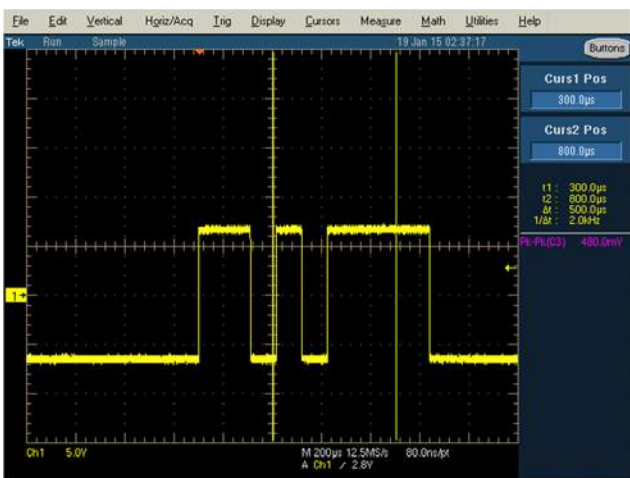 File Edit Vertical Horiz/Acq Trig Display Cursors Measure Math Utilities Help
Tek Run Sample 19 Jan 15 02:37:17
Buttons
Curs1 Pos
300.0µs
Curs2 Pos
800.0µs
t1: 300.0µs
t2: 800.0µs
Δt: 500.0µs
1/Δt: 2.0kHz
Pk-Pk(C3) 480.0mV
1
Ch1 5.0V M 200µs 12.5MS/s 80.0ns/pt
A Ch1 / 2.8V